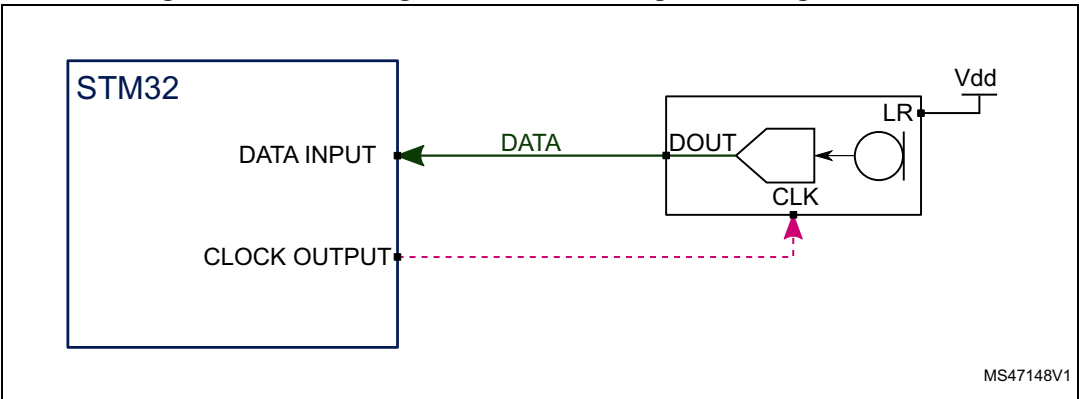 STM32
Vdd
LR
DATA INPUT
DATA
DOUT
CLK
CLOCK OUTPUT
MS47148V1